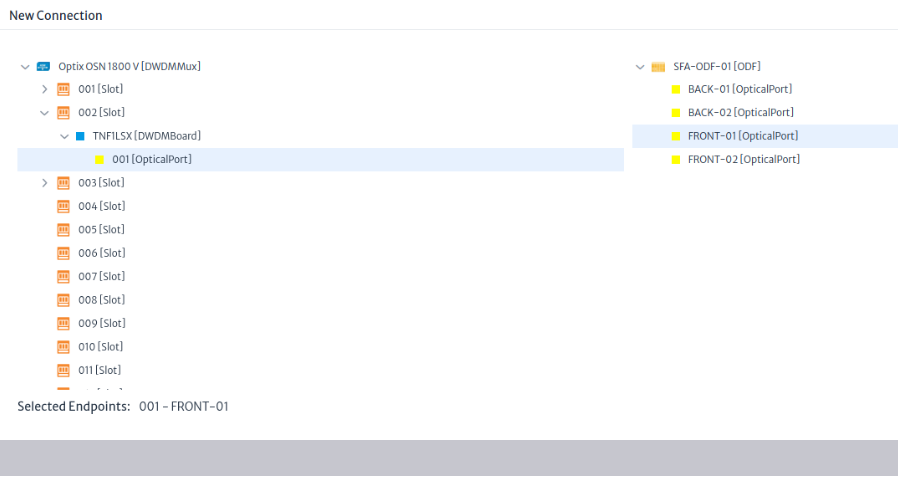 New Connection
Optix OSN 1800 V [DWDMMux]
001 [Slot]
002 [Slot]
TNF1LSX [DWDMBoard]
001 [OpticalPort]
003 [Slot]
004 [Slot]
005 [Slot]
006 [Slot]
007 [Slot]
008 [Slot]
009 [Slot]
010 [Slot]
011 [Slot]
SFA-ODF-01 [ODF]
BACK-01 [OpticalPort]
BACK-02 [OpticalPort]
FRONT-01 [OpticalPort]
FRONT-02 [OpticalPort]
Selected Endpoints: 001 - FRONT-01